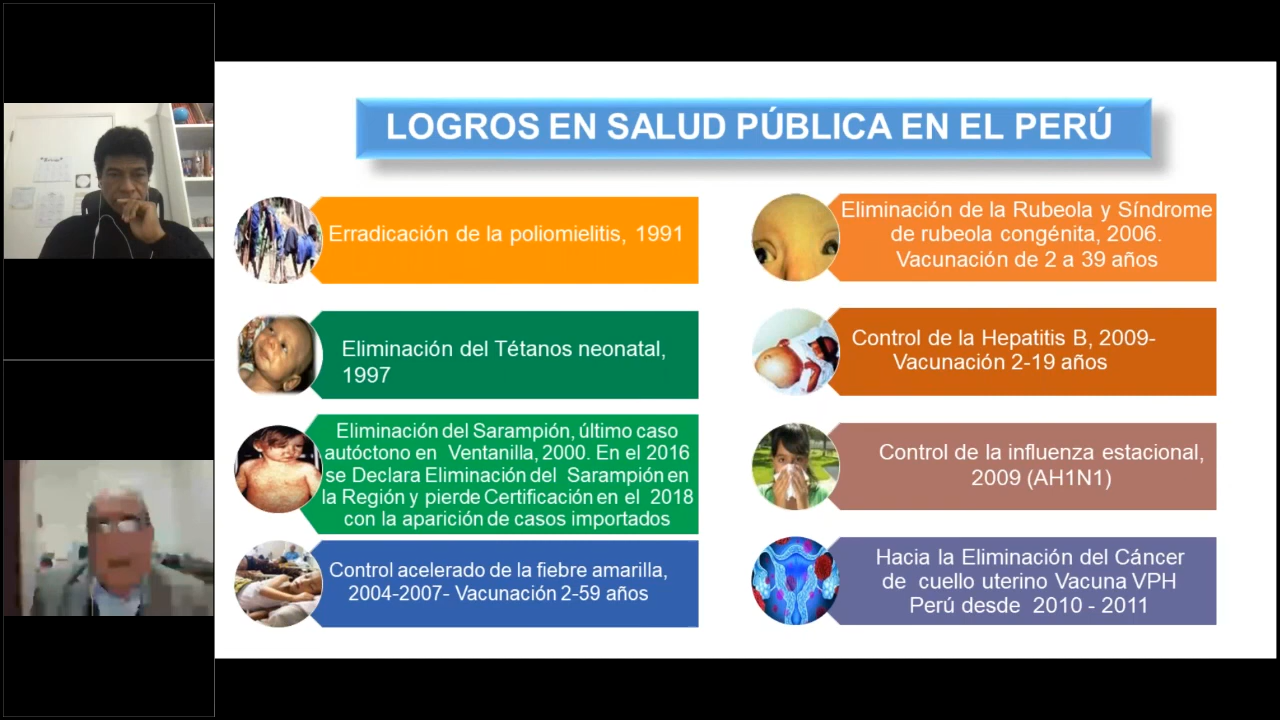 LOGROS EN SALUD PÚBLICA EN EL PERÚ
Erradicación de la poliomielitis, 1991
Eliminación del Tétanos neonatal,
1997
Eliminación del Sarampión, último caso
autóctono en Ventanilla, 2000. En el 2016
se Declara Eliminación del Sarampión en
la Región y pierde Certificación en el 2018
con la aparición de casos importados
Control acelerado de la fiebre amarilla,
2004-2007- Vacunación 2-59 años
Eliminación de la Rubeola y Síndrome
de rubeola congénita, 2006.
Vacunación de 2 a 39 años
Control de la Hepatitis B, 2009-
Vacunación 2-19 años
Control de la influenza estacional,
2009 (AH1N1)
Hacia la Eliminación del Cáncer
de cuello uterino Vacuna VPH
Perú desde 2010 - 2011